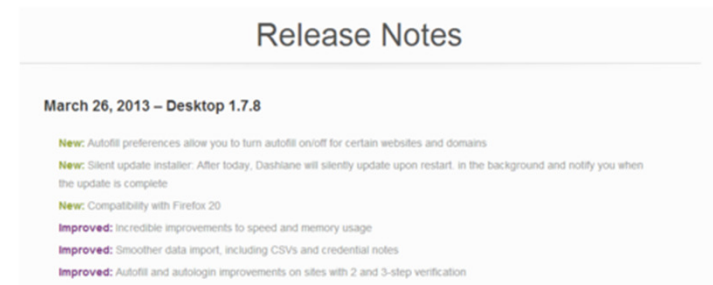 Release Notes
March 26, 2013 – Desktop 1.7.8
New: Autofill preferences allow you to turn autofill on/off for certain websites and domains
New: Silent update installer: After today, Dashlane will silently update upon restart. in the background and notify you when
the update is complete
New: Compatibility with Firefox 20
Improved: Incredible improvements to speed and memory usage
Improved: Smoother data import, including CSVs and credential notes
Improved: Autofill and autologin improvements on sites with 2 and 3-step verification